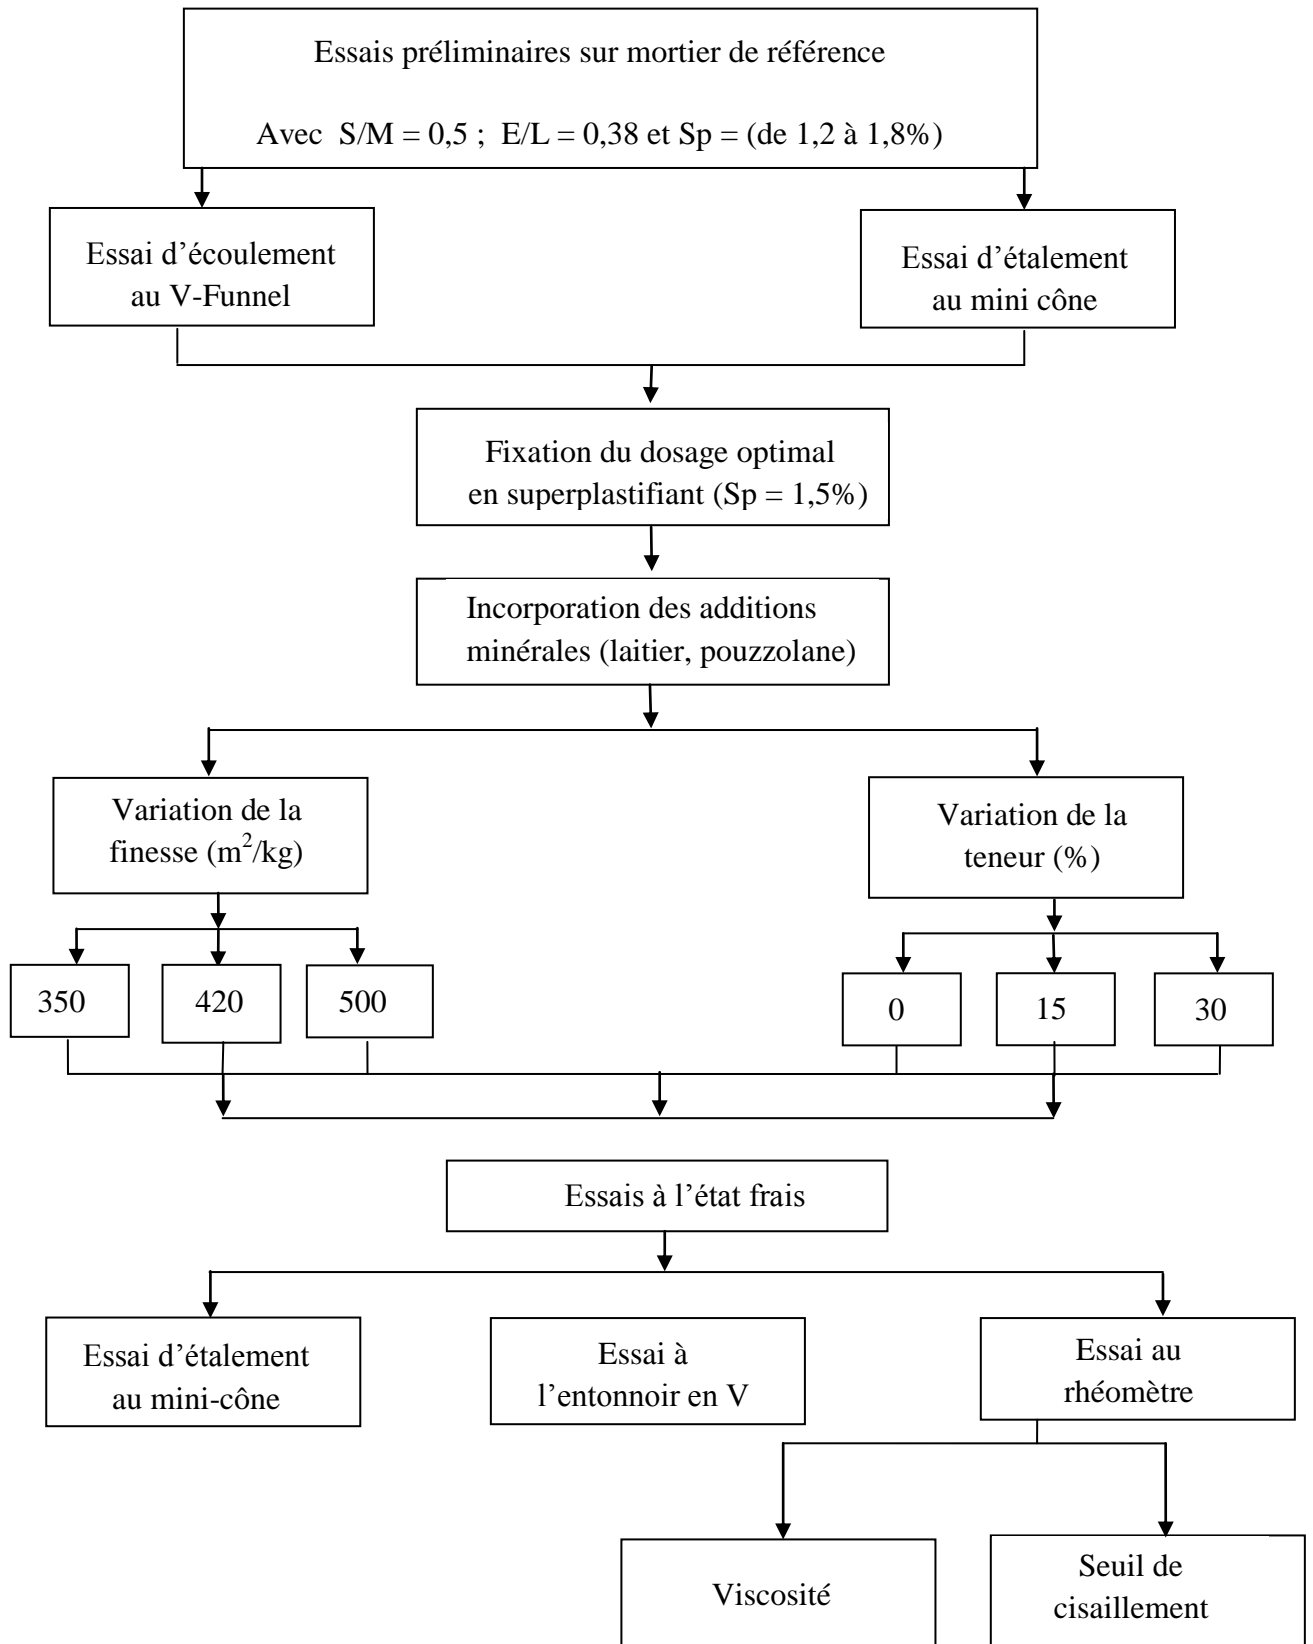 Essais préliminaires sur mortier de référence
Avec S/M = 0,5 ; E/L = 0,38 et Sp = (de 1,2 à 1,8%)
Essai d’écoulement
au V-Funnel
Essai d’étalement
au mini cône
Fixation du dosage optimal
en superplastifiant (Sp = 1,5%)
Incorporation des additions
minérales (laitier, pouzzolane)
Variation de la
finesse (m²/kg)
Variation de la
teneur (%)
350
420
500
0
15
30
Essais à l’état frais
Essai d’étalement
au mini-cône
Essai à
l’entonnoir en V
Essai au
rhéomètre
Viscosité
Seuil de
cisaillement